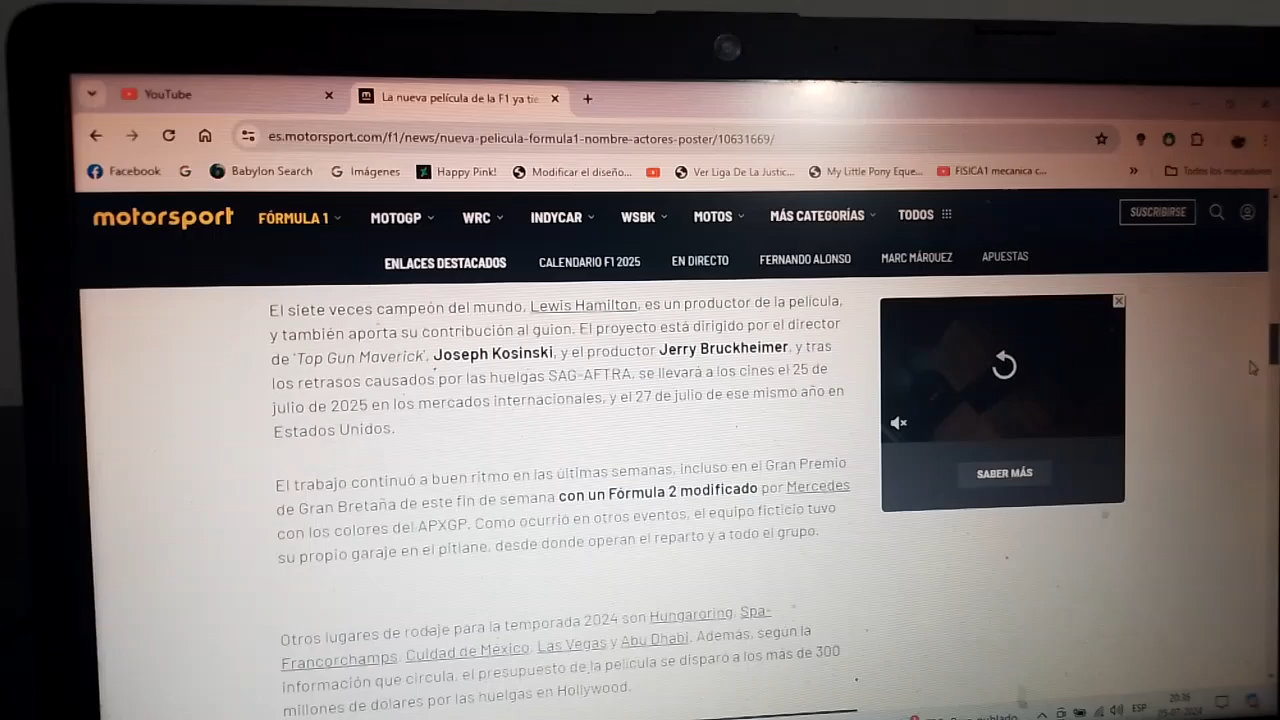 YouTube
La nueva película de la F1 ya tie
es.motorsport.com/f1/news/nueva-pelicula-formula1-nombre-actores-poster/10631669/
Facebook
Babylon Search
Imágenes
Happy Pink!
Modificar el diseño...
Ver Liga De La Justic...
My Little Pony Eque...
FISICA1 mecanica c...
»
Todos los marcadores
motorsport
FÓRMULA 1
MOTOGP
WRC
INDYCAR
WSBK
MOTOS
MÁS CATEGORÍAS
TODOS
SUSCRIBIRSE
ENLACES DESTACADOS
CALENDARIO F1 2025
EN DIRECTO
FERNANDO ALONSO
MARC MÁRQUEZ
APUESTAS
El siete veces campeón del mundo, Lewis Hamilton, es un productor de la película,
y también aporta su contribución al guion. El proyecto está dirigido por el director
de 'Top Gun Maverick', Joseph Kosinski, y el productor Jerry Bruckheimer, y tras
los retrasos causados por las huelgas SAG-AFTRA, se llevará a los cines el 25 de
julio de 2025 en los mercados internacionales, y el 27 de julio de ese mismo año en
Estados Unidos.
El trabajo continuó a buen ritmo en las últimas semanas, incluso en el Gran Premio
de Gran Bretaña de este fin de semana con un Fórmula 2 modificado por Mercedes
con los colores del APXGP. Como ocurrio en otros eventos, el equipo ficticio tuvo
su propio garaje en el pitlane, desde donde operan el reparto y a todo el grupo.
Otros lugares de rodaje para la temporada 2024 son Hungaroring, Spa-
Francorchamps, Cuidad de México, Las Vegas y Abu Dhabi. Además, según la
información que circula, el presupuesto de la película se disparó a los más de 300
millones de dolares por las huelgas en Hollywood.
SABER MÁS
ESP